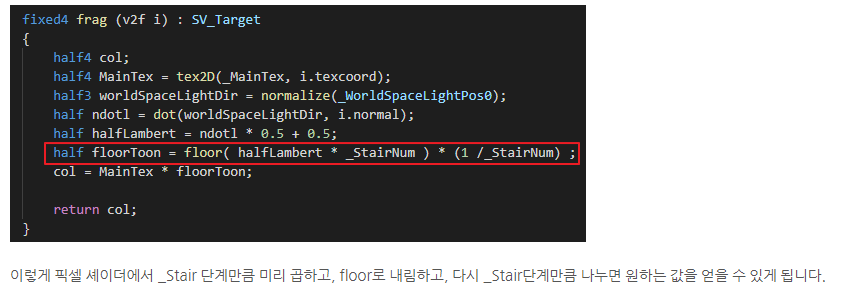 fixed4 frag (v2f i) : SV_Target
{
half4 col;
half4 MainTex = tex2D(_MainTex, i.texcoord);
half3 worldSpaceLightDir = normalize(_WorldSpaceLightPos0);
half ndotl = dot(worldSpaceLightDir, i.normal);
half halfLambert = ndotl * 0.5 + 0.5;
half floorToon = floor( halfLambert * _StairNum ) * (1 /_StairNum) ;
col = MainTex * floorToon;
return col;
}
이렇게 픽셀 셰이더에서 _Stair 단계만큼 미리 곱하고, floor로 내림하고, 다시 _Stair단계만큼 나누면 원하는 값을 얻을 수 있게 됩니다.